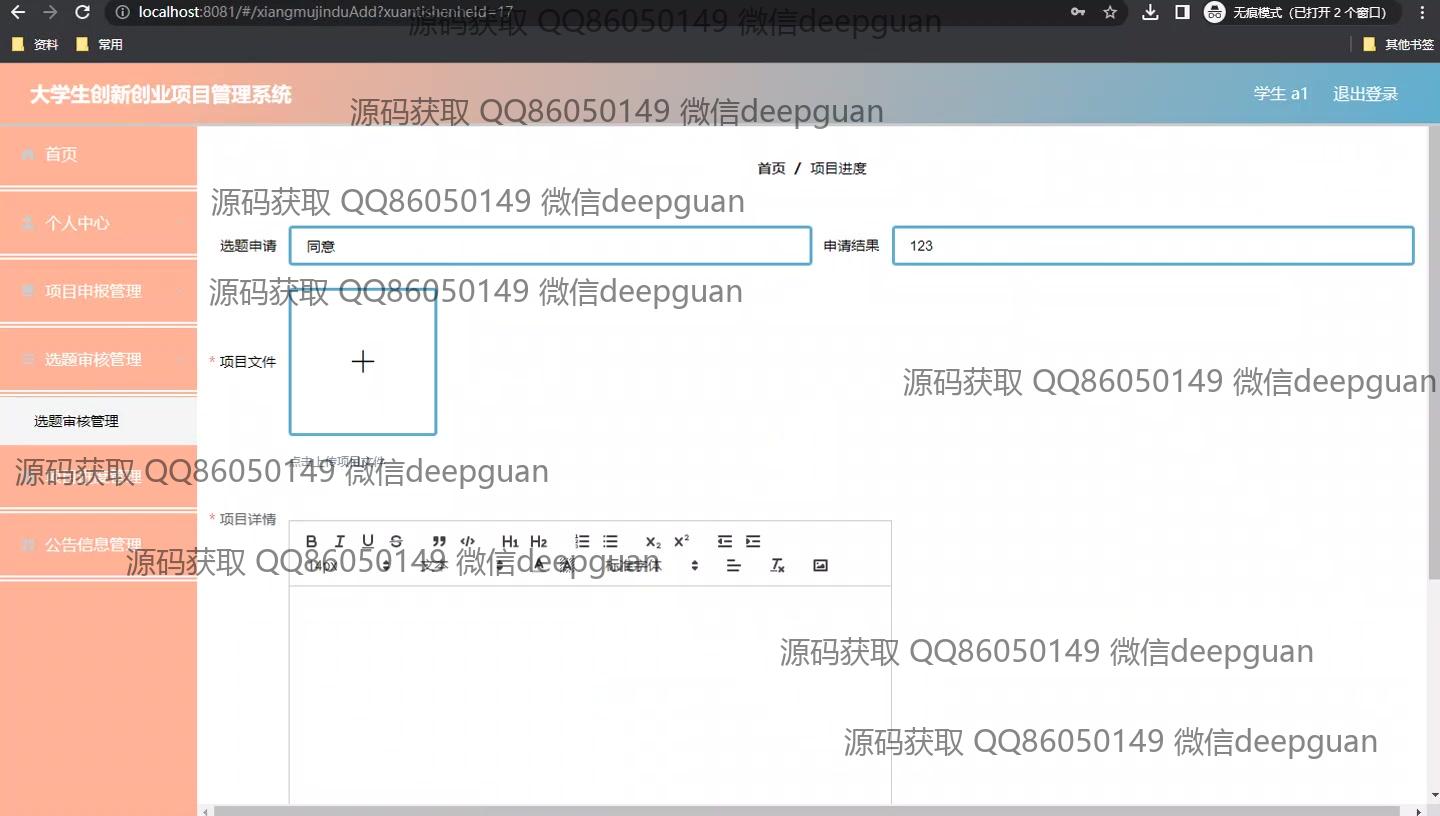 localhost:8081/#/xiangmujinduAdd?xuantishenheId=17
无痕模式 (已打开 2 个窗口)
资料
常用
其他书签
源码获取 QQ86050149 微信deepguan
大学生创新创业项目管理系统
学生 a1
退出登录
源码获取 QQ86050149 微信deepguan
首页
首页 / 项目进度
源码获取 QQ86050149 微信deepguan
个人中心
选题申请
同意
申请结果
123
项目申报管理
源码获取 QQ86050149 微信deepguan
选题审核管理
* 项目文件
源码获取 QQ86050149 微信deepguan
选题审核管理
点击上传项目文件
源码获取 QQ86050149 微信deepguan
* 项目详情
公告信息管理
B I U S ” </> H1 H2 X2 X2
14px
文本
标准字体
源码获取 QQ86050149 微信deepguan
源码获取 QQ86050149 微信deepguan
源码获取 QQ86050149 微信deepguan